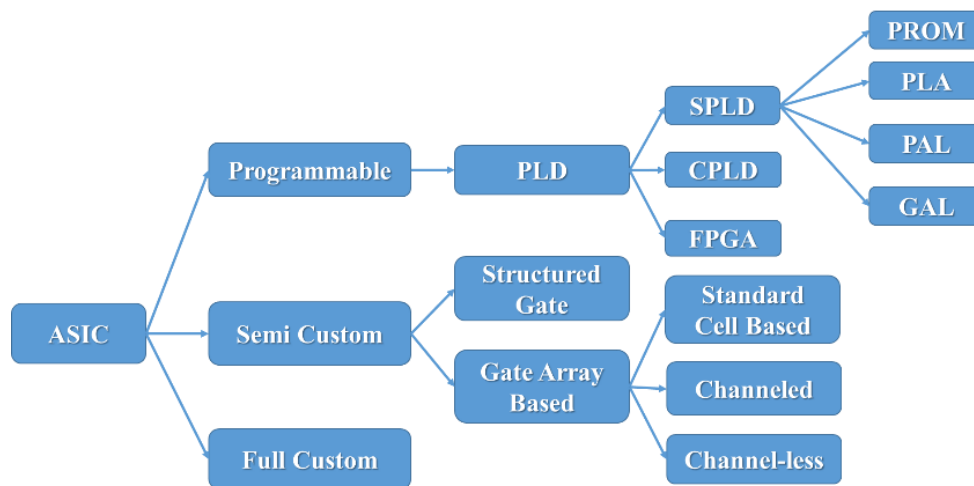 PROM
SPLD
PLA
Programmable
PLD
CPLD
PAL
GAL
FPGA
Structured
Gate
Standard
Cell Based
ASIC
Semi Custom
Gate Array
Based
Channeled
Full Custom
Channel-less